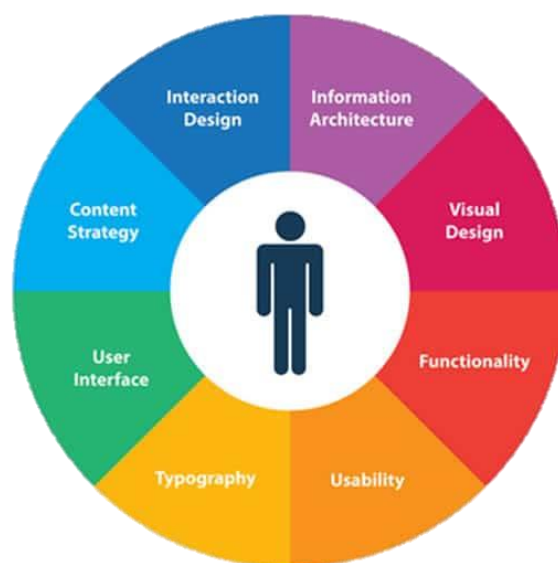 Interaction
Design
Information
Architecture
Visual
Design
Functionality
Usability
Typography
User
Interface
Content
Strategy